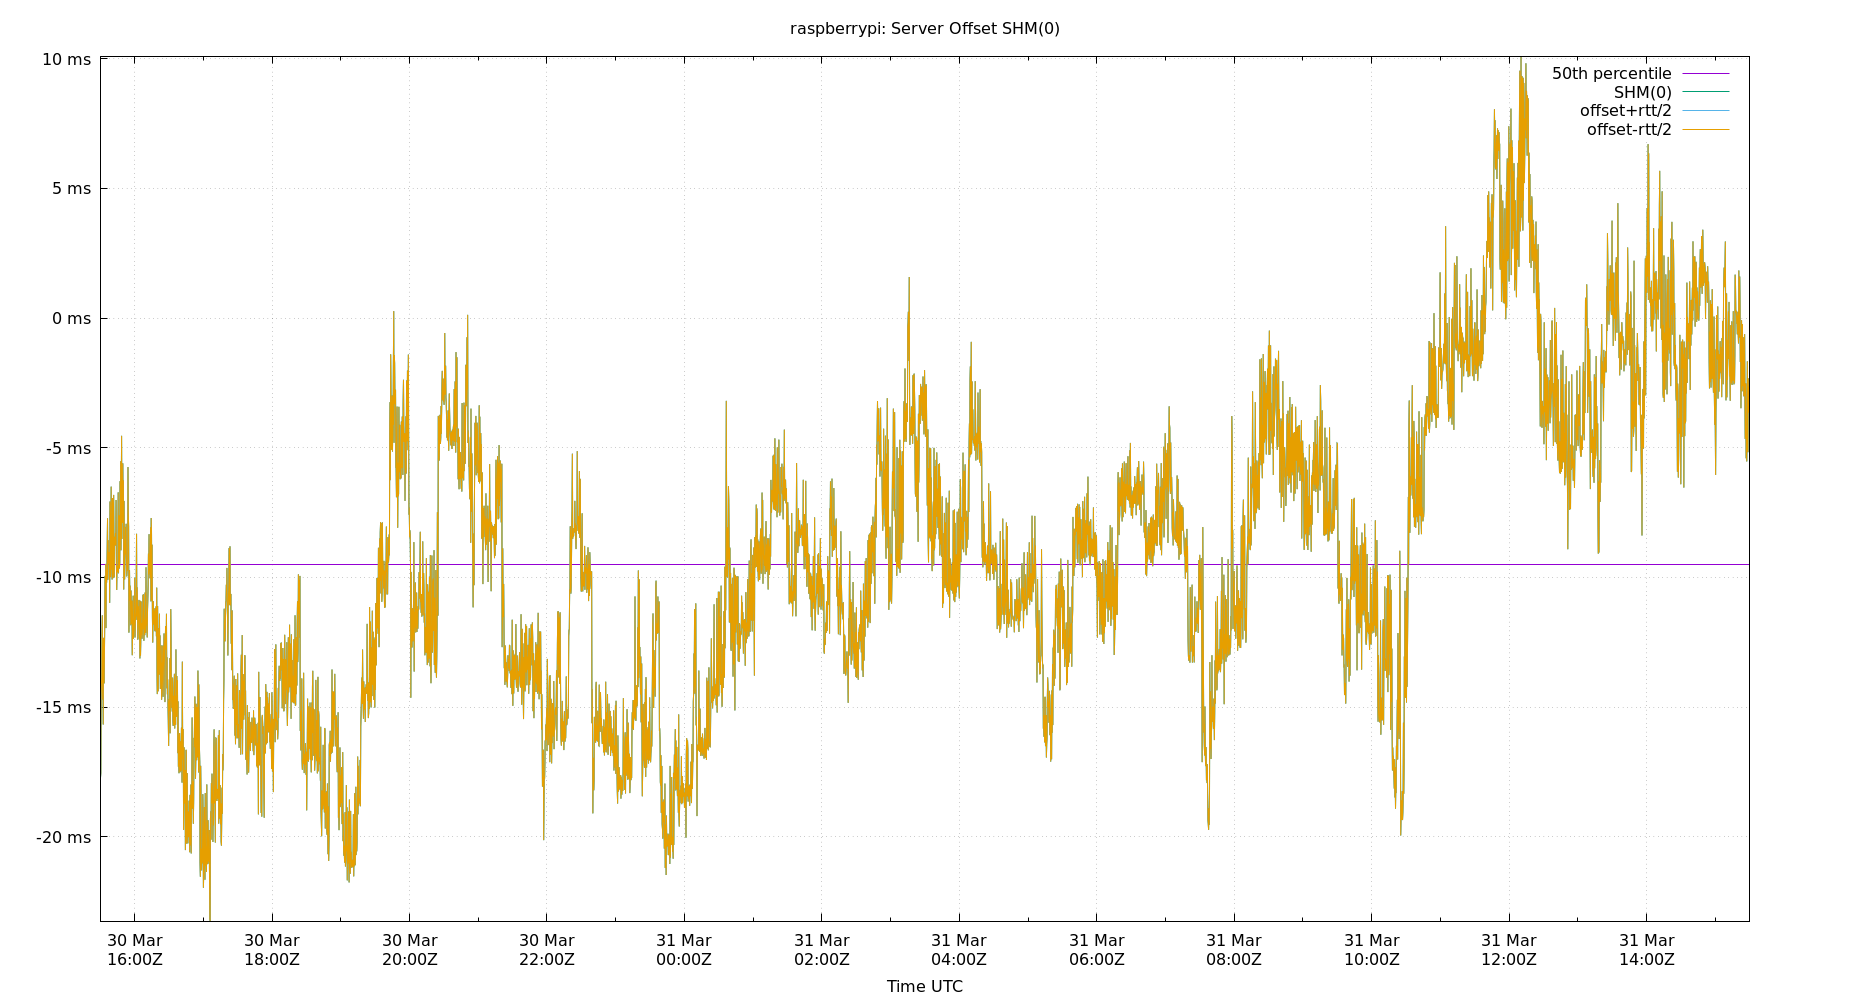 raspberrypi: Server Offset SHM(0)
10 ms
5 ms
0 ms
-5 ms
-10 ms
-15 ms
-20 ms
50th percentile
SHM(0)
offset+rtt/2
offset-rtt/2
30 Mar 30 Mar 30 Mar 30 Mar 31 Mar 31 Mar 31 Mar 31 Mar 31 Mar 31 Mar 31 Mar 31 Mar
16:00Z 18:00Z 20:00Z 22:00Z 00:00Z 02:00Z 04:00Z 06:00Z 08:00Z 10:00Z 12:00Z 14:00Z
Time UTC